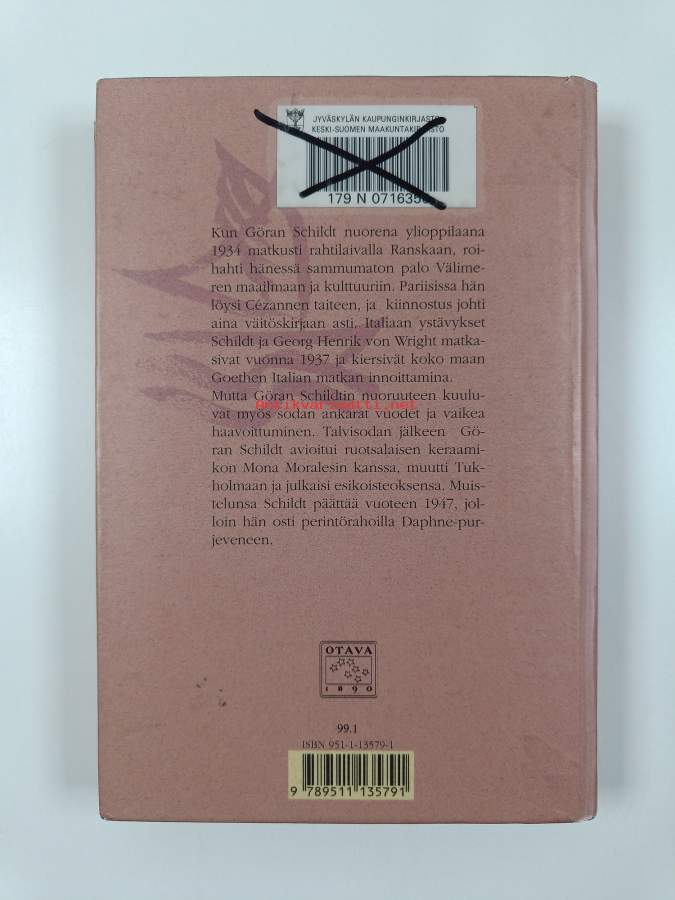 JYVÄSKYLÄN KAUPUNGINKIRJASTO
KESKI-SUOMEN MAAKUNTAKIRJASTO
179 N
Kun Göran Schildt nuorena ylioppilaana
1934 matkusti rahtilaivalla Ranskaan, roi-
hahti hänessä sammumaton palo Välime-
ren maailmaan ja kulttuuriin. Pariisissa hän
löysi Cézannen taiteen, ja kiinnostus johti
aina väitöskirjaan asti. Italiaan ystävykset
Schildt ja Georg Henrik von Wright matka-
sivat vuonna 1937 ja kiersivät koko maan
Goethen Italian matkan innoittamina.
Mutta Göran Schildtin nuoruuteen kuulu-
Antikvariaatti.net
vat myös sodan ankarat vuodet ja vaikea
haavoittuminen. Talvisodan jälkeen Gö-
ran Schildt avioitui ruotsalaisen keraami-
kon Mona Moralesin kanssa, muutti Tuk-
holmaan ja julkaisi esikoisteoksensa. Muis-
telunsa Schildt päättää vuoteen 1947, jol-
loin hän osti perintörahoilla Daphne-pur-
jeveneen.
OTAVA
1890
99.1
ISBN 951-1-13579-1
9 789511 135791